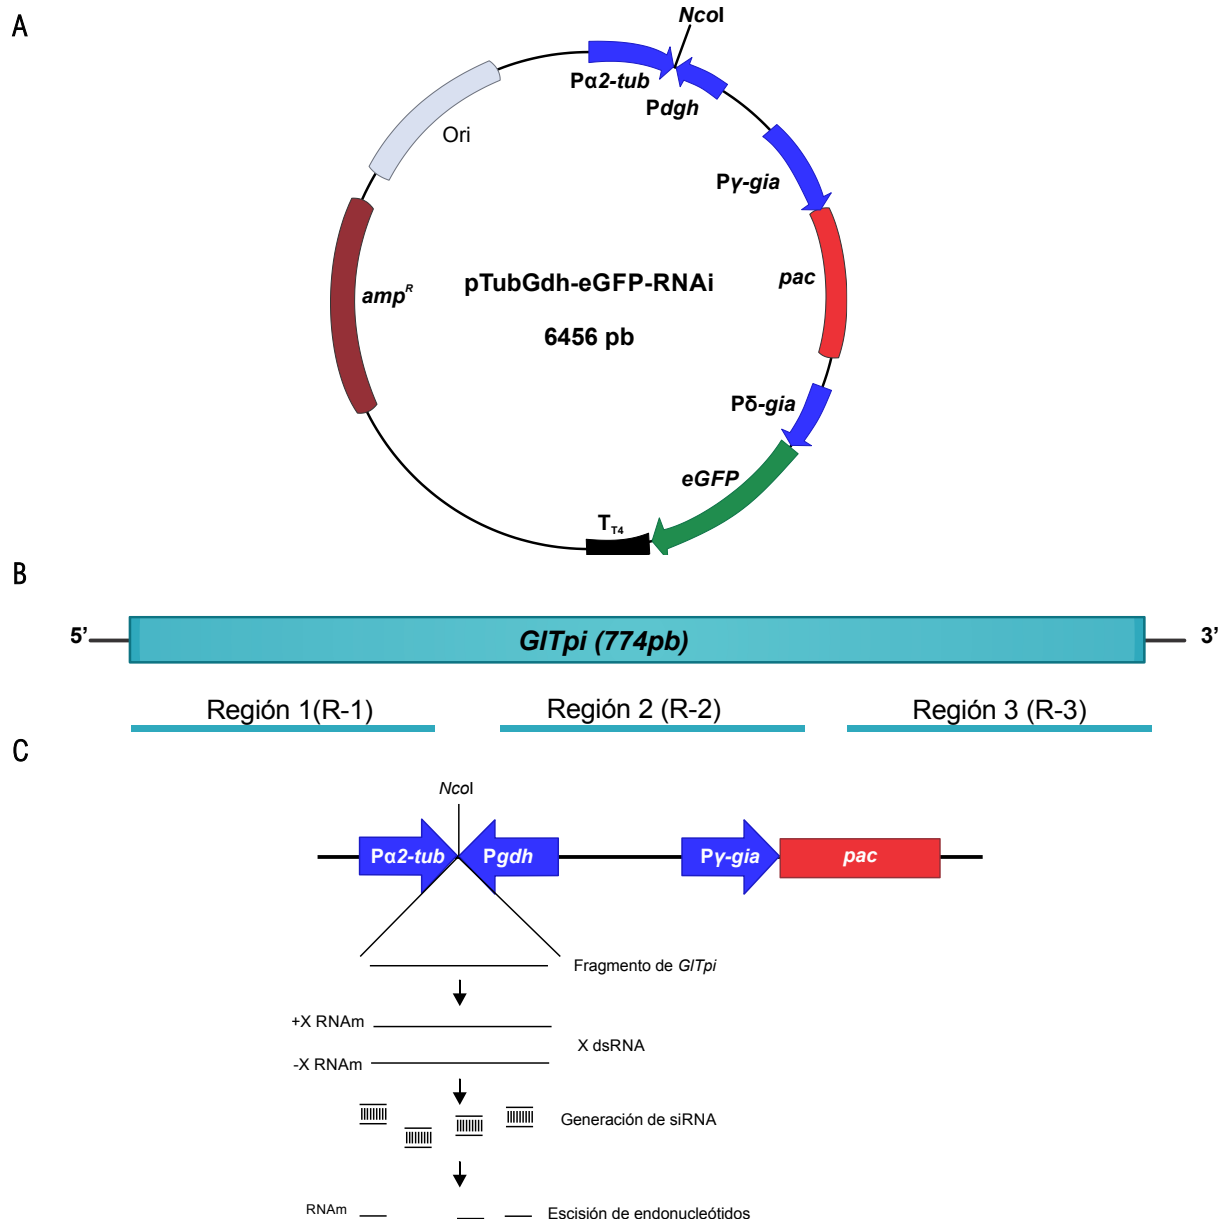 A
NcoI
Pα2-tub
Pdgh
Ori
Pγ-gia
pTubGdh-eGFP-RNAi
6456 pb
amp^R
pac
Pδ-gia
eGFP
T_T4
B
5’
GlTpi (774pb)
3’
Región 1(R-1)
Región 2 (R-2)
Región 3 (R-3)
C
NcoI
Pα2-tub
Pgdh
Pγ-gia
pac
Fragmento de GlTpi
+X RNAm
X dsRNA
-X RNAm
Generación de siRNA
RNAm
Escisión de endonucleótidos